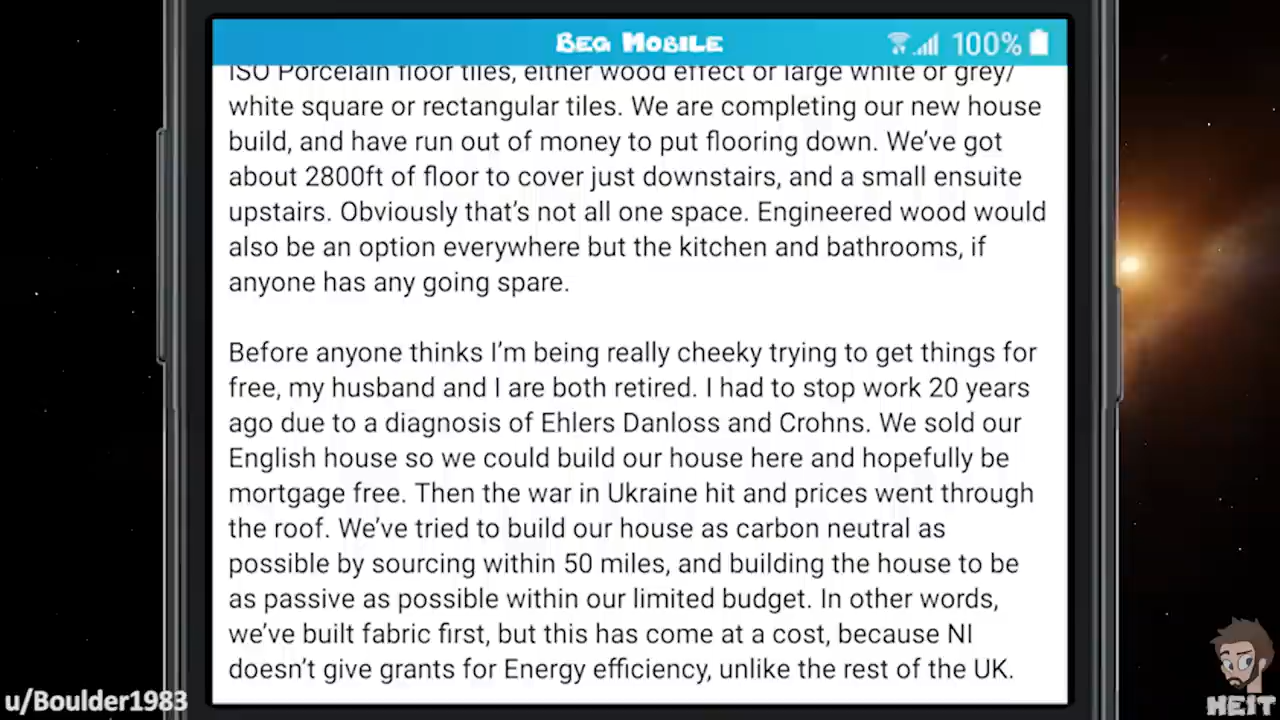 BEG MOBILE
100%
ISO Porcelain floor tiles, either wood effect or large white or grey/
white square or rectangular tiles. We are completing our new house
build, and have run out of money to put flooring down. We’ve got
about 2800ft of floor to cover just downstairs, and a small ensuite
upstairs. Obviously that’s not all one space. Engineered wood would
also be an option everywhere but the kitchen and bathrooms, if
anyone has any going spare.
Before anyone thinks I’m being really cheeky trying to get things for
free, my husband and I are both retired. I had to stop work 20 years
ago due to a diagnosis of Ehlers Danloss and Crohns. We sold our
English house so we could build our house here and hopefully be
mortgage free. Then the war in Ukraine hit and prices went through
the roof. We’ve tried to build our house as carbon neutral as
possible by sourcing within 50 miles, and building the house to be
as passive as possible within our limited budget. In other words,
we’ve built fabric first, but this has come at a cost, because NI
doesn’t give grants for Energy efficiency, unlike the rest of the UK.
u/Boulder1983
HEIT